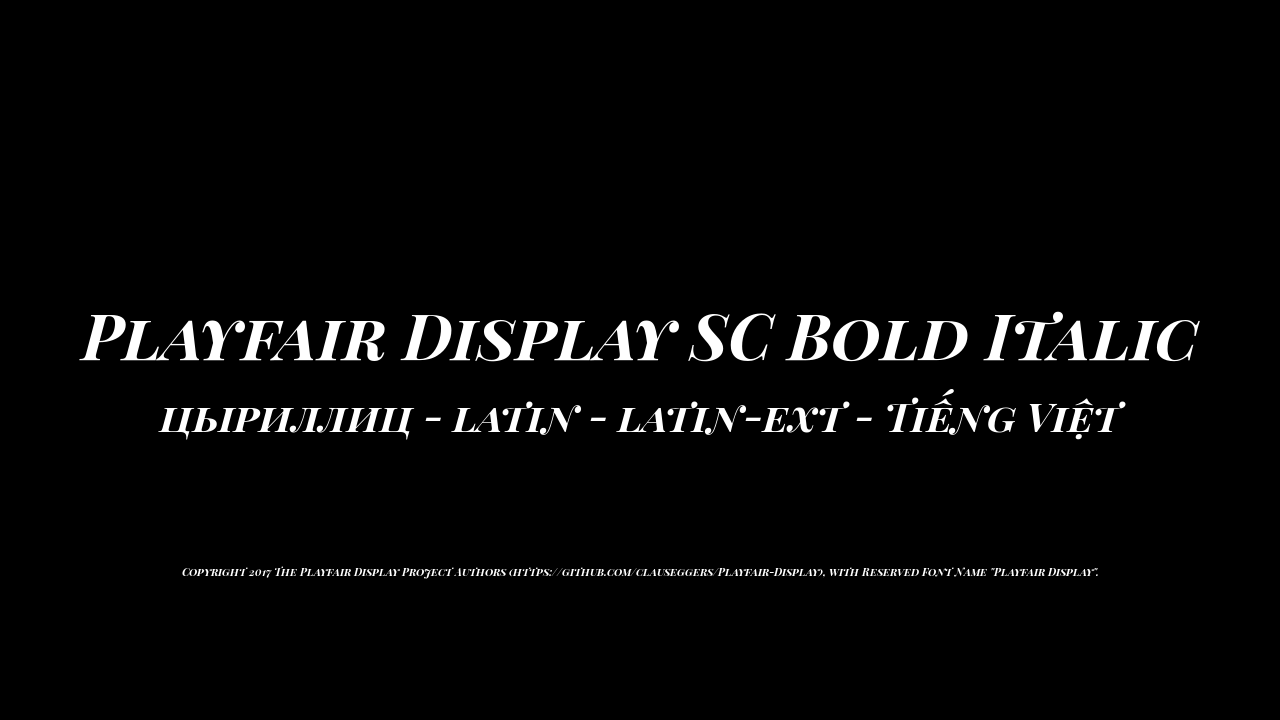 Playfair Display SC Bold Italic
цыриллиц - latin - latin-ext - Tiếng Việt
Copyright 2017 The Playfair Display Project Authors (https://github.com/clauseggers/Playfair-Display), with Reserved Font Name "Playfair Display".